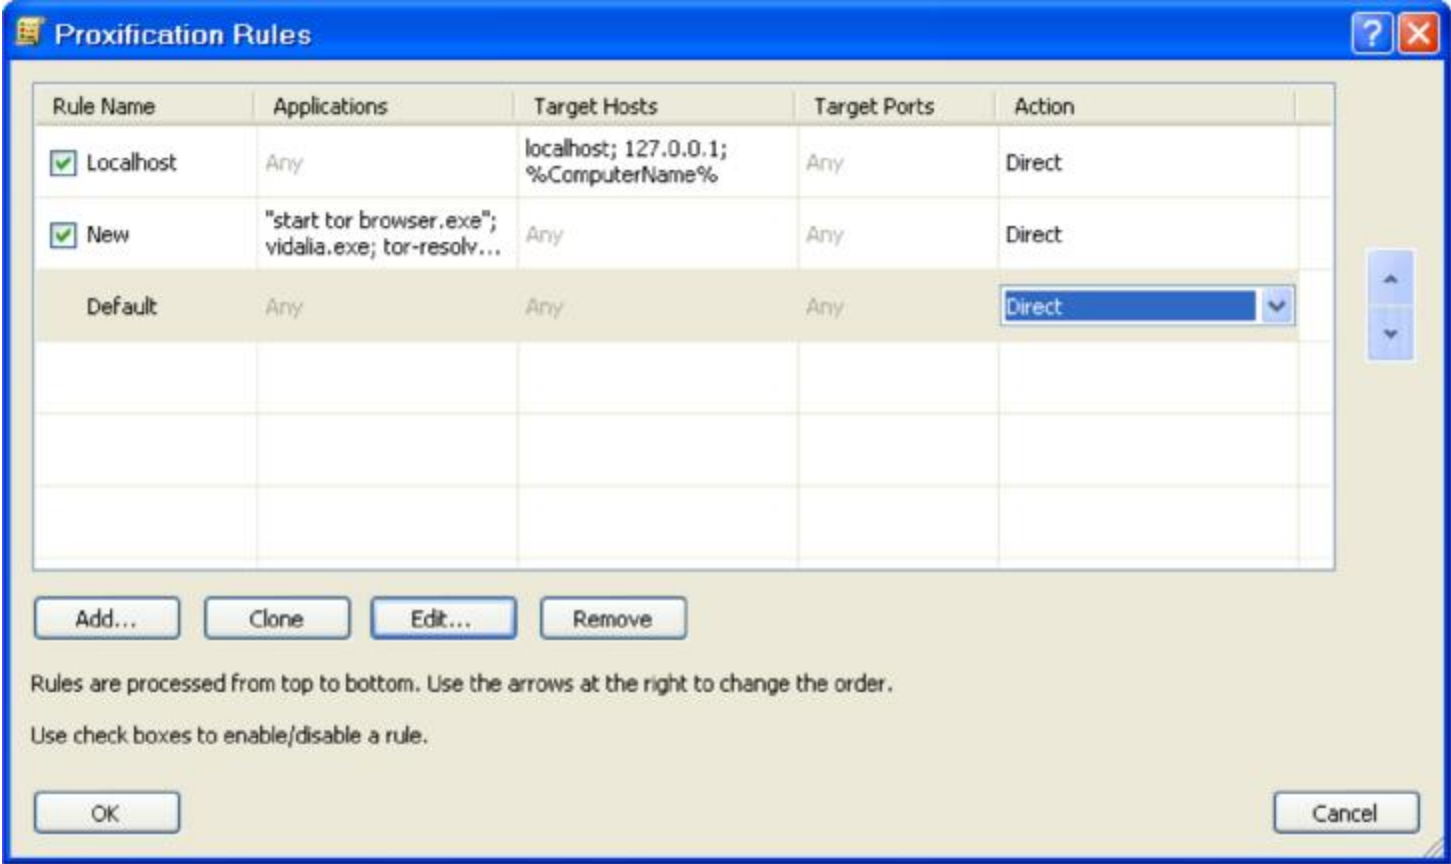 Proxification Rules
Rule Name Applications Target Hosts Target Ports Action
Localhost Any localhost; 127.0.0.1; Any Direct
%ComputerName%
New "start tor browser.exe"; Any Any Direct
vidalia.exe; tor-resolv...
Default Any Any Any Direct
Add... Clone Edit... Remove
Rules are processed from top to bottom. Use the arrows at the right to change the order.
Use check boxes to enable/disable a rule.
OK Cancel